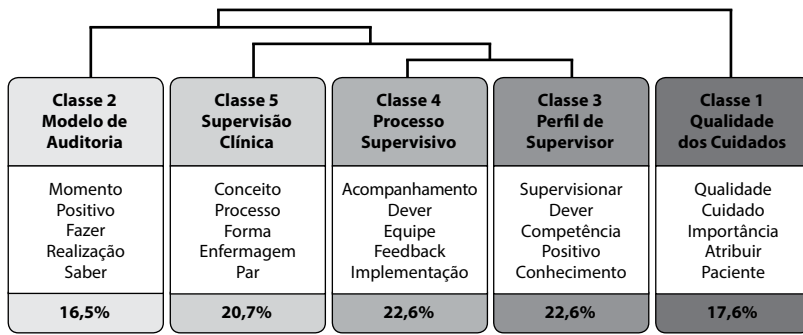 Classe 2
Modelo de
Auditoria
Momento
Positivo
Fazer
Realização
Saber
16,5%
Classe 5
Supervisão
Clínica
Conceito
Processo
Forma
Enfermagem
Par
20,7%
Classe 4
Processo
Supervisivo
Acompanhamento
Dever
Equipe
Feedback
Implementação
22,6%
Classe 3
Perfil de
Supervisor
Supervisionar
Dever
Competência
Positivo
Conhecimento
22,6%
Classe 1
Qualidade
dos Cuidados
Qualidade
Cuidado
Importância
Atribuir
Paciente
17,6%